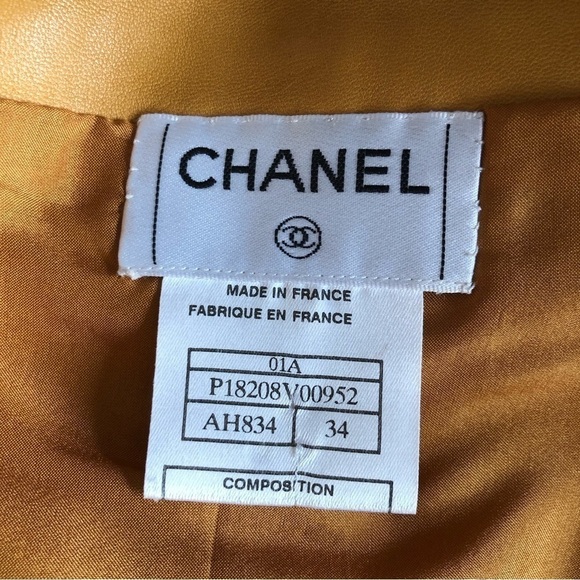 CHANEL
MADE IN FRANCE
FABRIQUE EN FRANCE
01A
P18208V00952
AH834 34
COMPOSITION